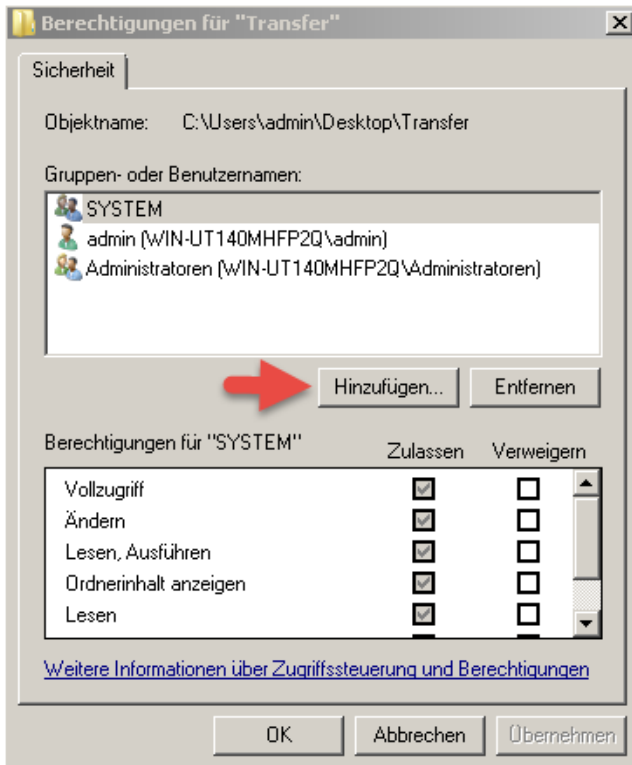 Berechtigungen für "Transfer"
Sicherheit
Objektname: C:\Users\admin\Desktop\Transfer
Gruppen- oder Benutzernamen:
SYSTEM
admin (WIN-UT140MHFP2Q\admin)
Administratoren (WIN-UT140MHFP2Q\Administratoren)
Hinzufügen... Entfernen
Berechtigungen für "SYSTEM" Zulassen Verweigern
Vollzugriff
Ändern
Lesen, Ausführen
Ordnerinhalt anzeigen
Lesen
Weitere Informationen über Zugriffssteuerung und Berechtigungen
OK Abbrechen Übernehmen